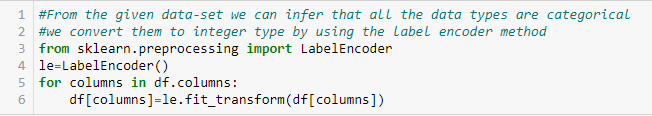 1 #From the given data-set we can infer that all the data types are categorical
2 #we convert them to integer type by using the label encoder method
3 from sklearn.preprocessing import LabelEncoder
4 le=LabelEncoder()
5 for columns in df.columns:
6     df[columns]=le.fit_transform(df[columns])